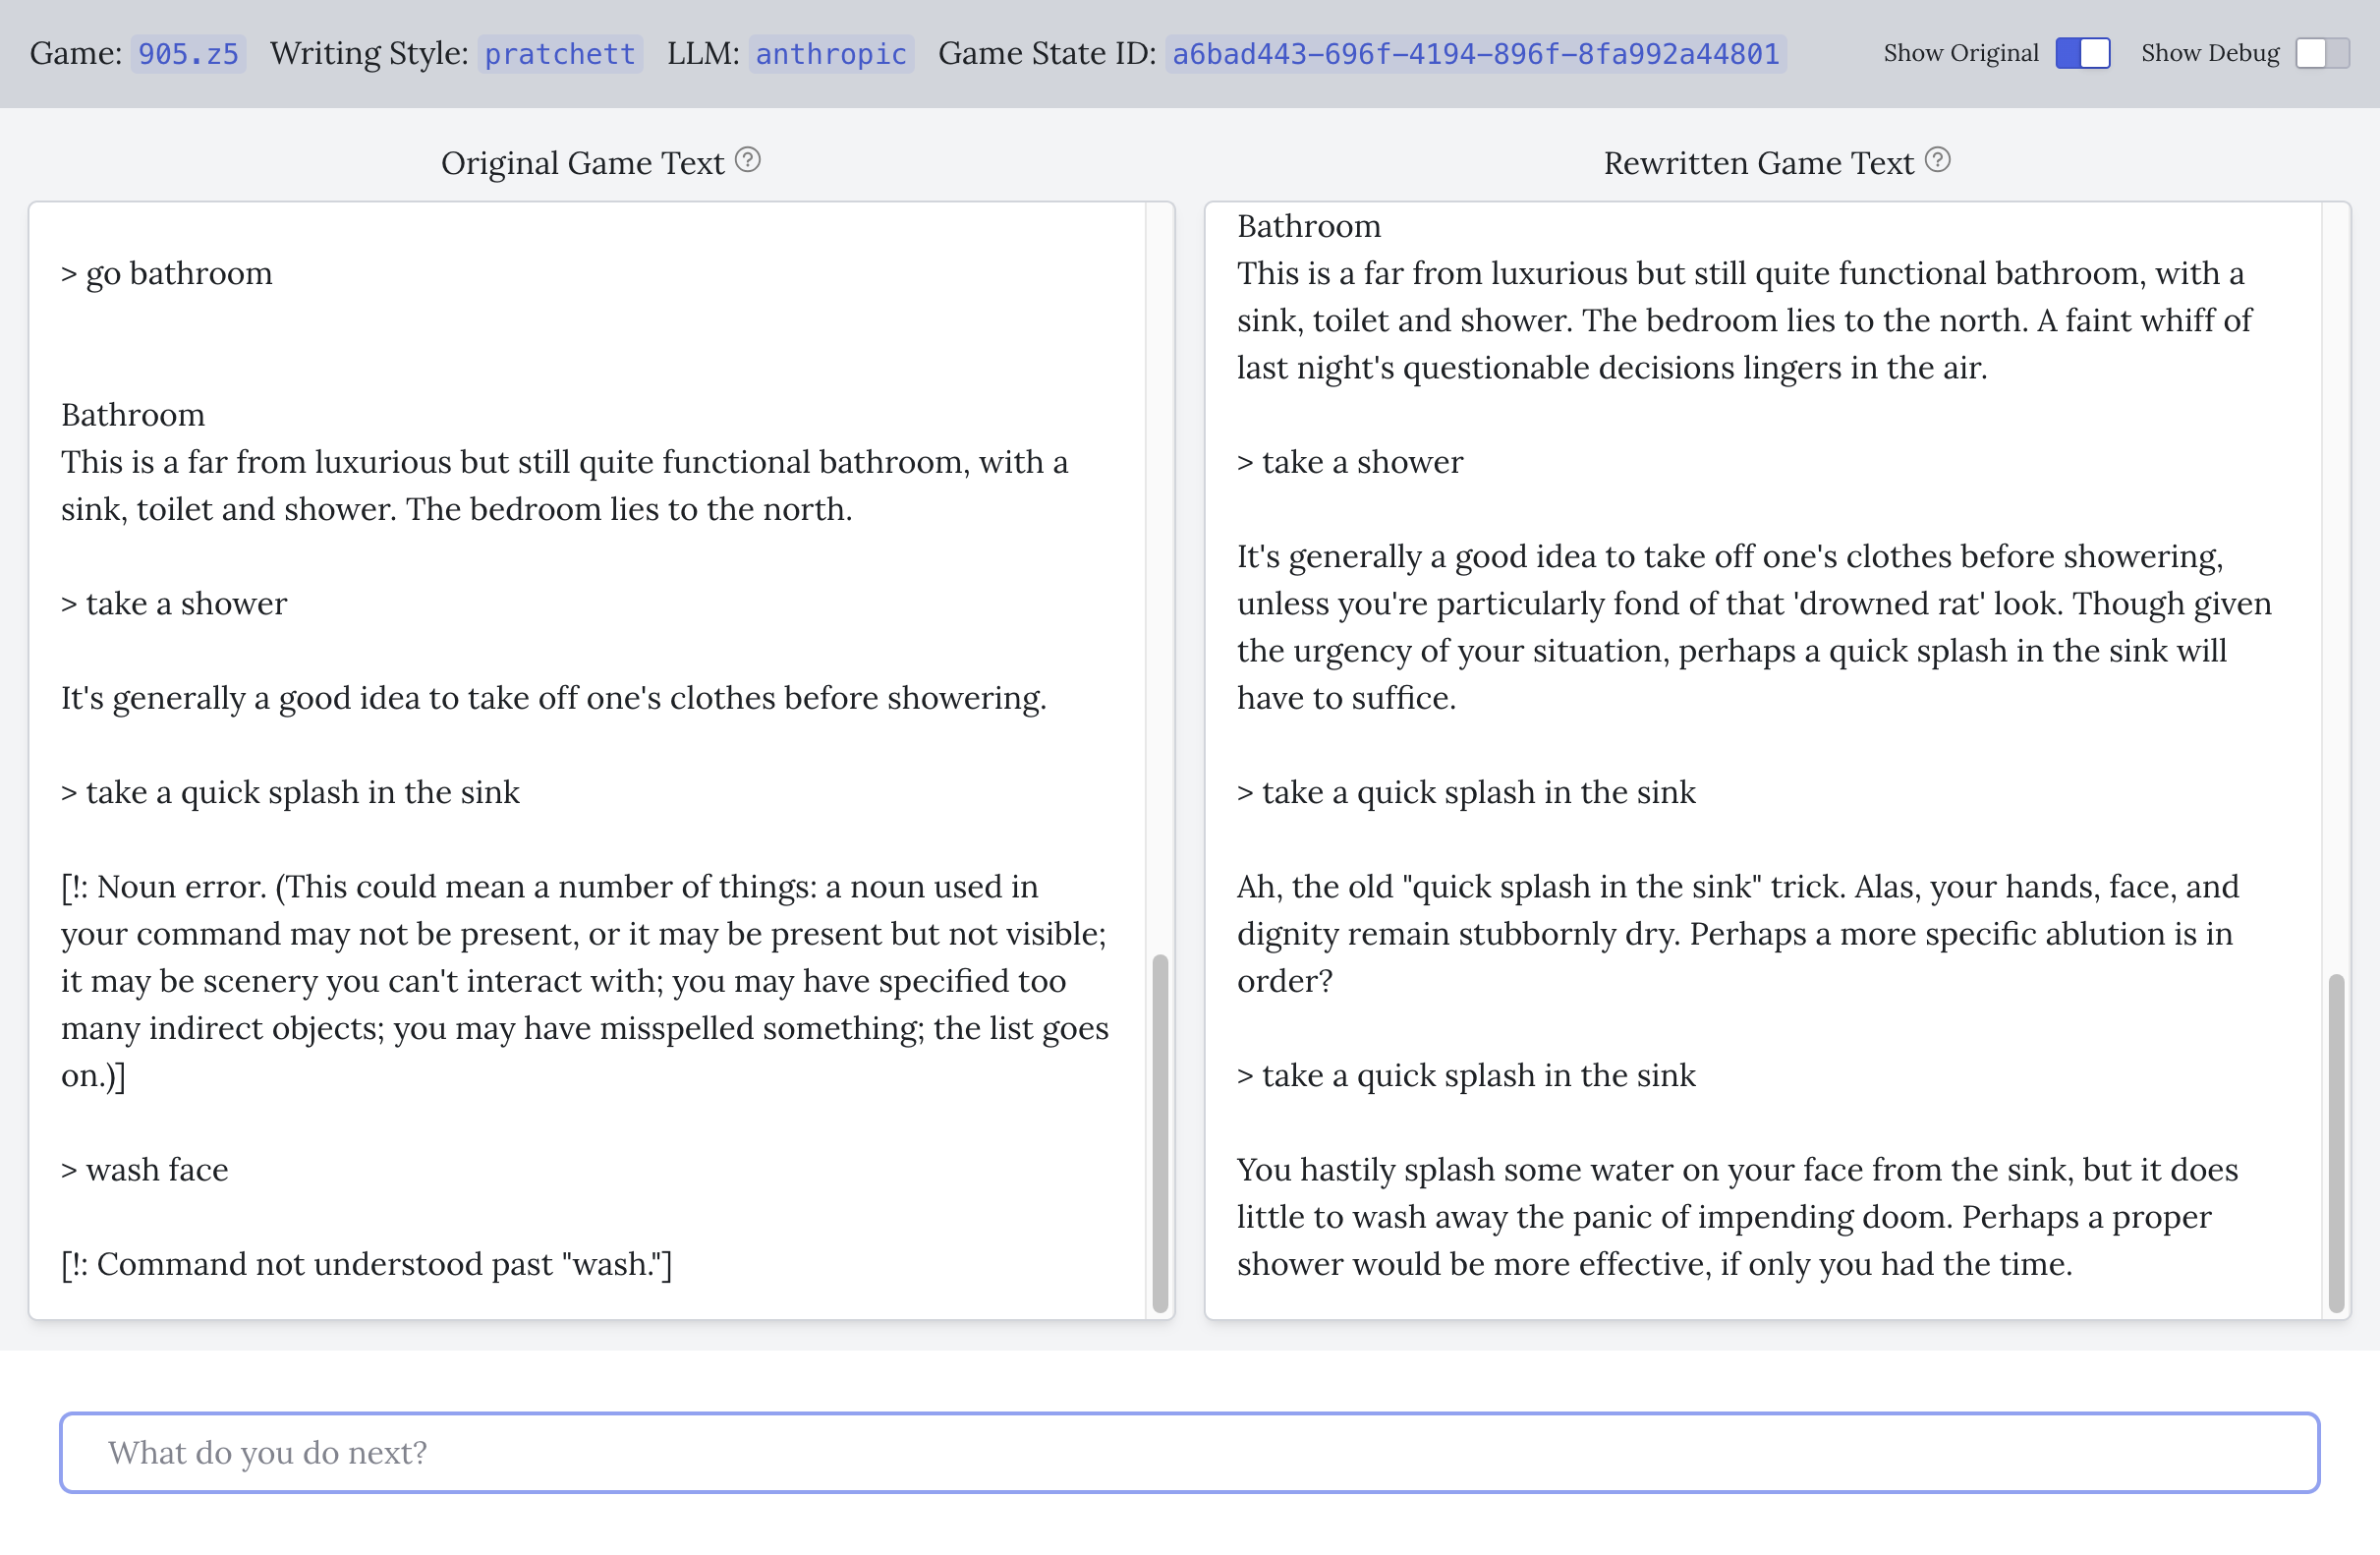 Game: 905.z5 Writing Style: pratchett LLM: anthropic Game State ID: a6bad443-696f-4194-896f-8fa992a44801 Show Original Show Debug
Original Game Text ?
> go bathroom
Bathroom
This is a far from luxurious but still quite functional bathroom, with a
sink, toilet and shower. The bedroom lies to the north.
> take a shower
It's generally a good idea to take off one's clothes before showering.
> take a quick splash in the sink
[!: Noun error. (This could mean a number of things: a noun used in
your command may not be present, or it may be present but not visible;
it may be scenery you can't interact with; you may have specified too
many indirect objects; you may have misspelled something; the list goes
on.)]
> wash face
[!: Command not understood past "wash."]
Rewritten Game Text ?
Bathroom
This is a far from luxurious but still quite functional bathroom, with a
sink, toilet and shower. The bedroom lies to the north. A faint whiff of
last night's questionable decisions lingers in the air.
> take a shower
It's generally a good idea to take off one's clothes before showering,
unless you're particularly fond of that 'drowned rat' look. Though given
the urgency of your situation, perhaps a quick splash in the sink will
have to suffice.
> take a quick splash in the sink
Ah, the old "quick splash in the sink" trick. Alas, your hands, face, and
dignity remain stubbornly dry. Perhaps a more specific ablution is in
order?
> take a quick splash in the sink
You hastily splash some water on your face from the sink, but it does
little to wash away the panic of impending doom. Perhaps a proper
shower would be more effective, if only you had the time.
What do you do next?